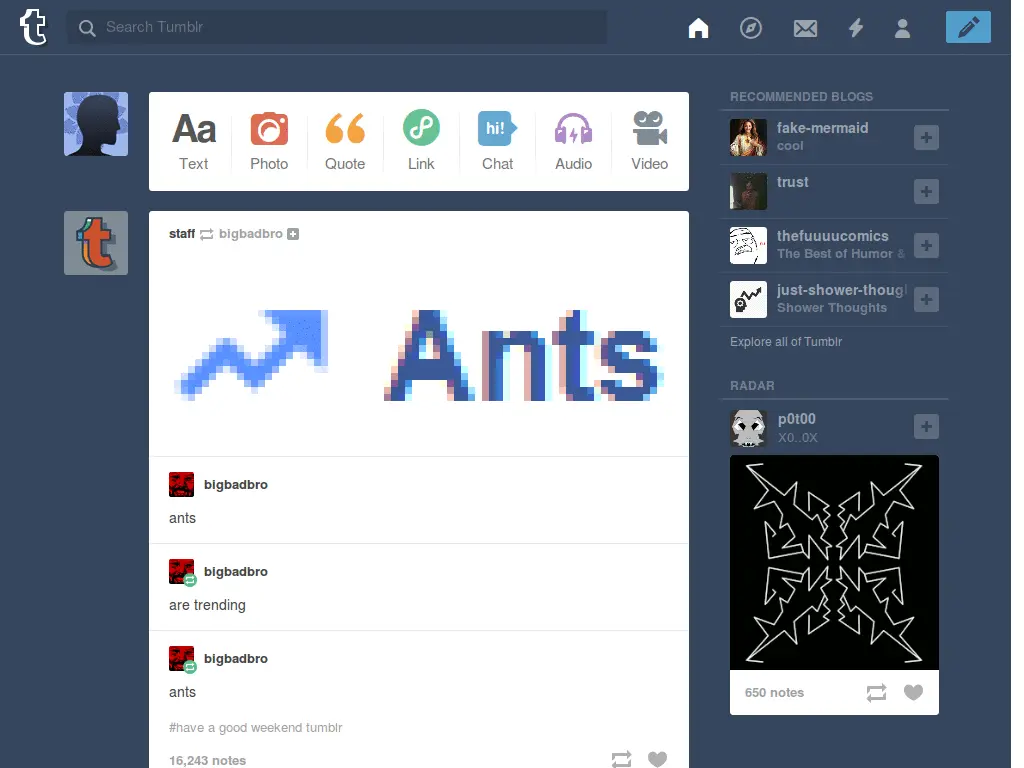 t
Search Tumblr
Aa
Text
Photo
Quote
Link
hi!
Chat
Audio
Video
t
staff bigbadbro
Ants
bigbadbro
ants
bigbadbro
are trending
bigbadbro
ants
#have a good weekend tumblr
16,243 notes
RECOMMENDED BLOGS
fake-mermaid
cool
trust
thefuuuucomics
The Best of Humor &
just-shower-thoug
Shower Thoughts
Explore all of Tumblr
RADAR
p0t00
X0..0X
650 notes